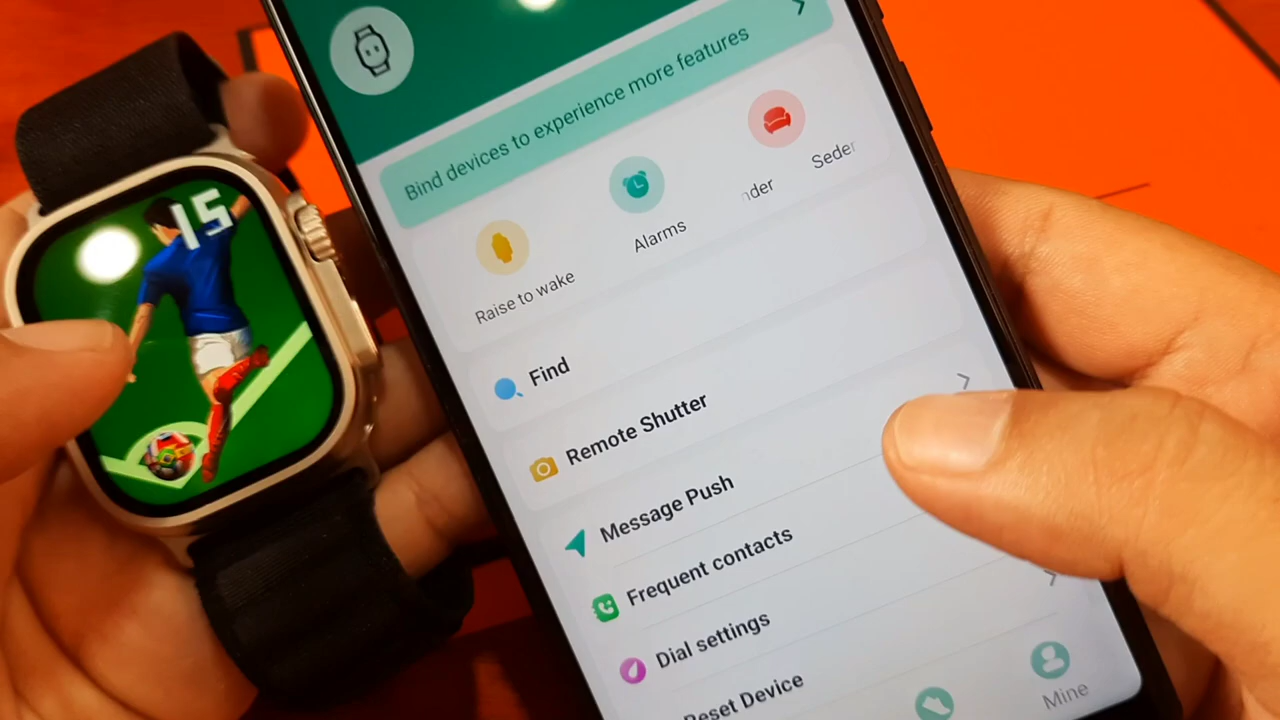 15
Bind devices to experience more features
Raise to wake
Alarms
nder
Seder
Find
Remote Shutter
Message Push
Frequent contacts
Dial settings
Reset Device
Mine